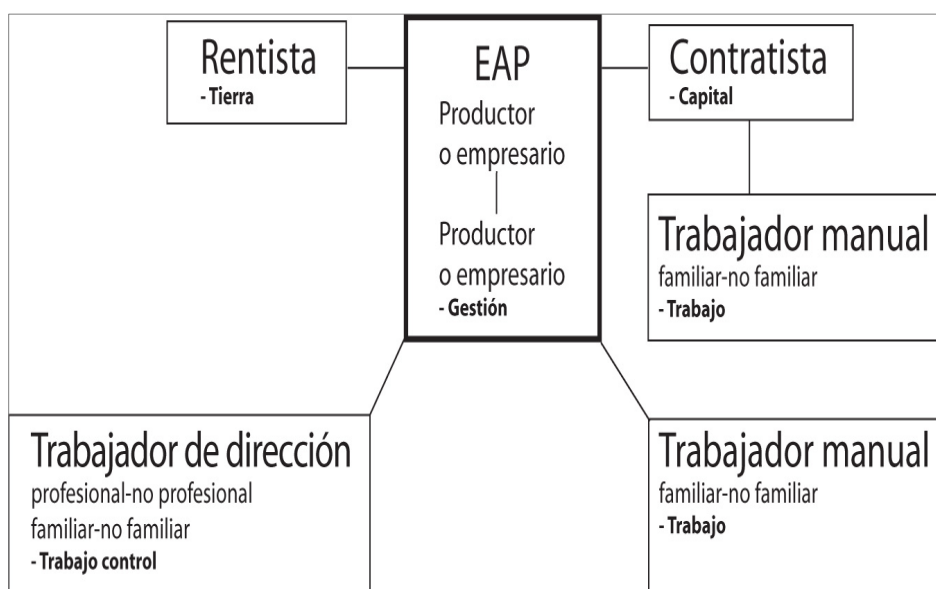 Rentista
- Tierra
EAP
Productor
o empresario
Productor
o empresario
- Gestión
Contratista
- Capital
Trabajador manual
familiar-no familiar
- Trabajo
Trabajador de dirección
profesional-no profesional
familiar-no familiar
- Trabajo control
Trabajador manual
familiar-no familiar
- Trabajo